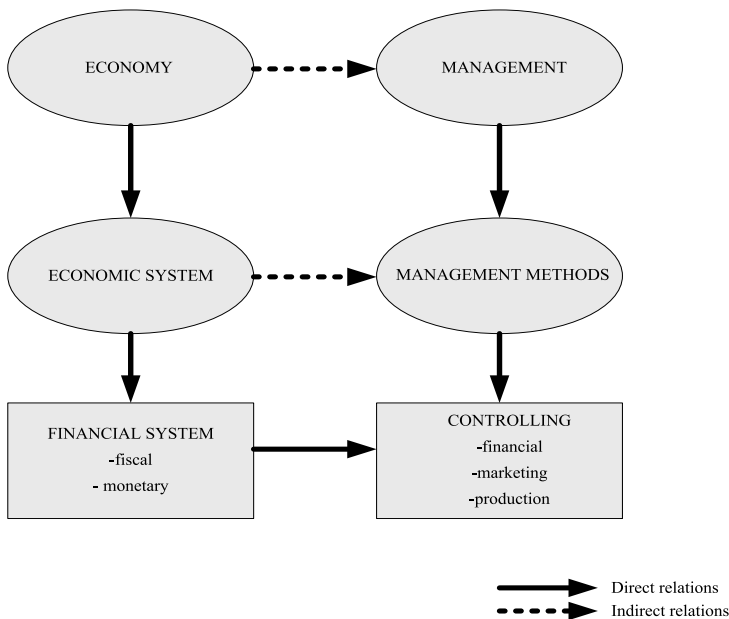 ECONOMY
MANAGEMENT
ECONOMIC SYSTEM
MANAGEMENT METHODS
FINANCIAL SYSTEM
-fiscal
- monetary
CONTROLLING
-financial
-marketing
-production
Direct relations
Indirect relations